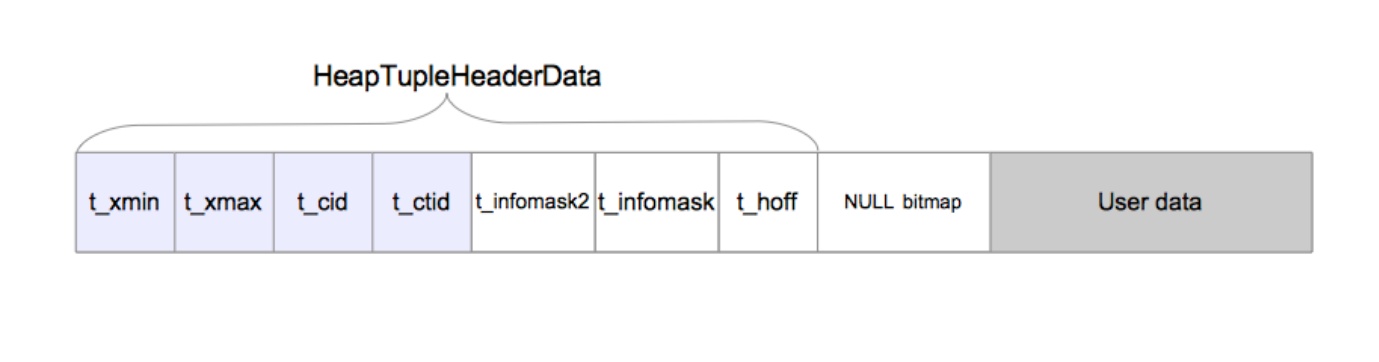 HeapTupleHeaderData
t_xmin t_xmax t_cid t_ctid t_infomask2 t_infomask t_hoff NULL bitmap User data